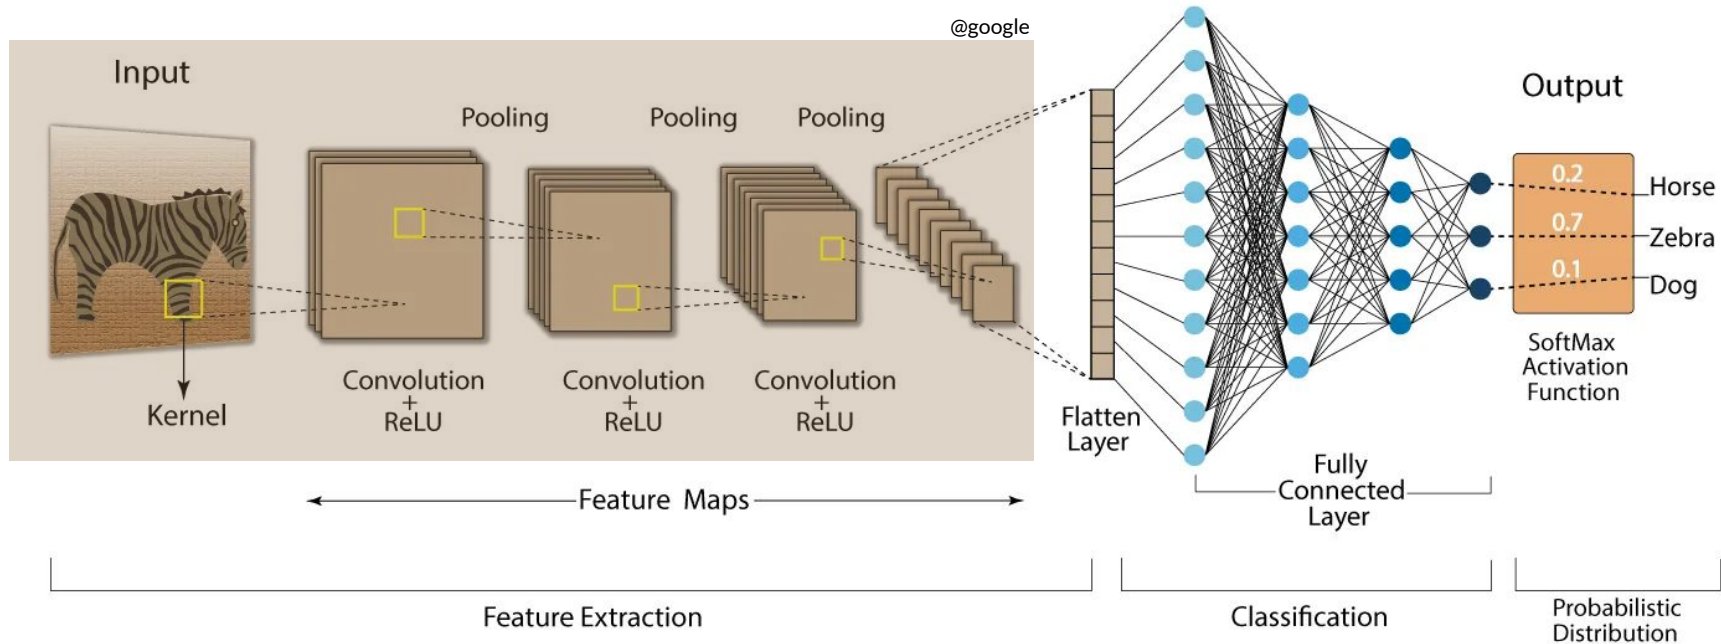 @google
Input
Output
Pooling
Pooling
Pooling
0.2
Horse
0.7
Zebra
0.1
Dog
SoftMax
Activation
Function
Convolution
+
ReLU
Convolution
+
ReLU
Convolution
+
ReLU
Kernel
Flatten
Layer
Fully
Connected
Layer
Feature Maps
Feature Extraction
Classification
Probabilistic
Distribution